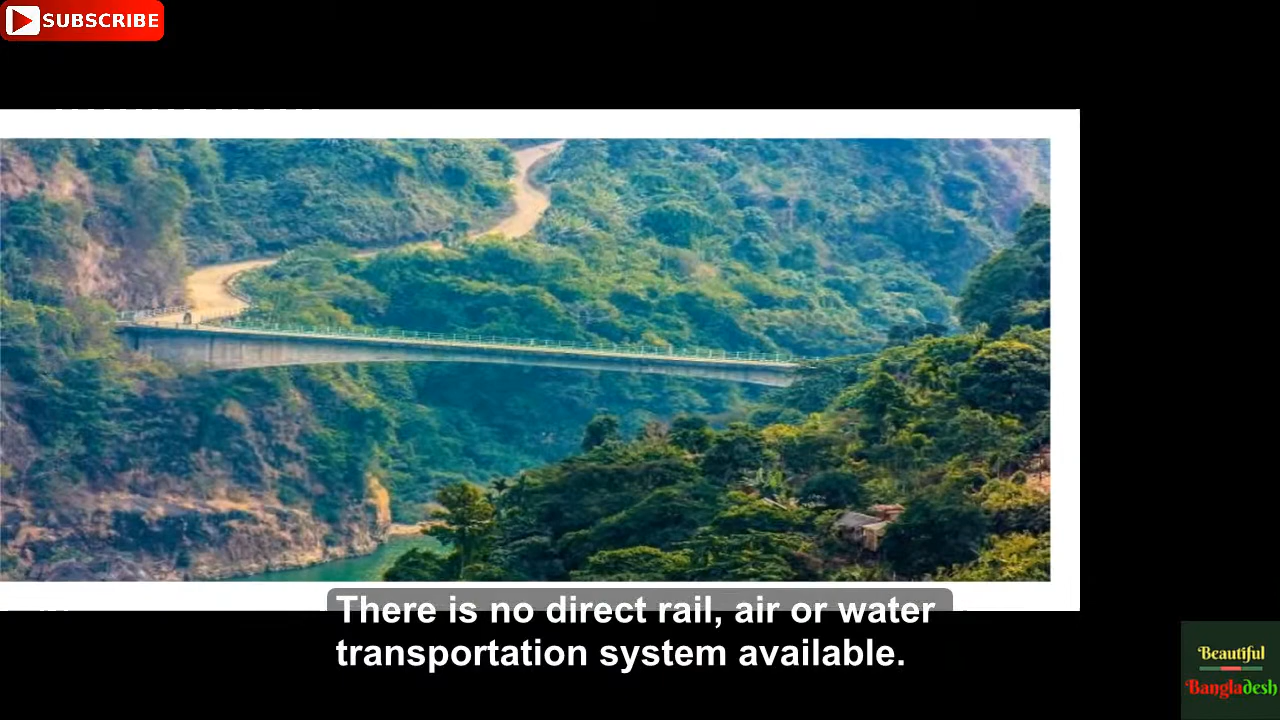 SUBSCRIBE
There is no direct rail, air or water
transportation system available.
Beautiful
Bangladesh